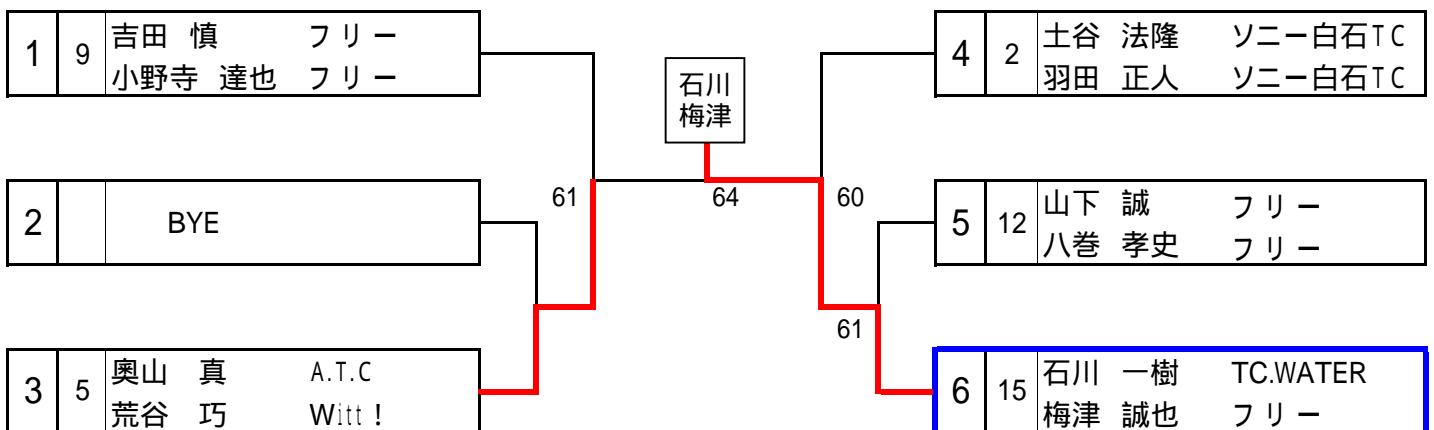 1 9 吉田 慎 フリー
小野寺 達也 フリー
2 BYE
3 5 奥山 真 A.T.C
荒谷 巧 Witt！
61
石川
梅津
64
60
61
4 2 土谷 法隆 ソニー白石TC
羽田 正人 ソニー白石TC
5 12 山下 誠 フリー
八巻 孝史 フリー
6 15 石川 一樹 TC.WATER
梅津 誠也 フリー